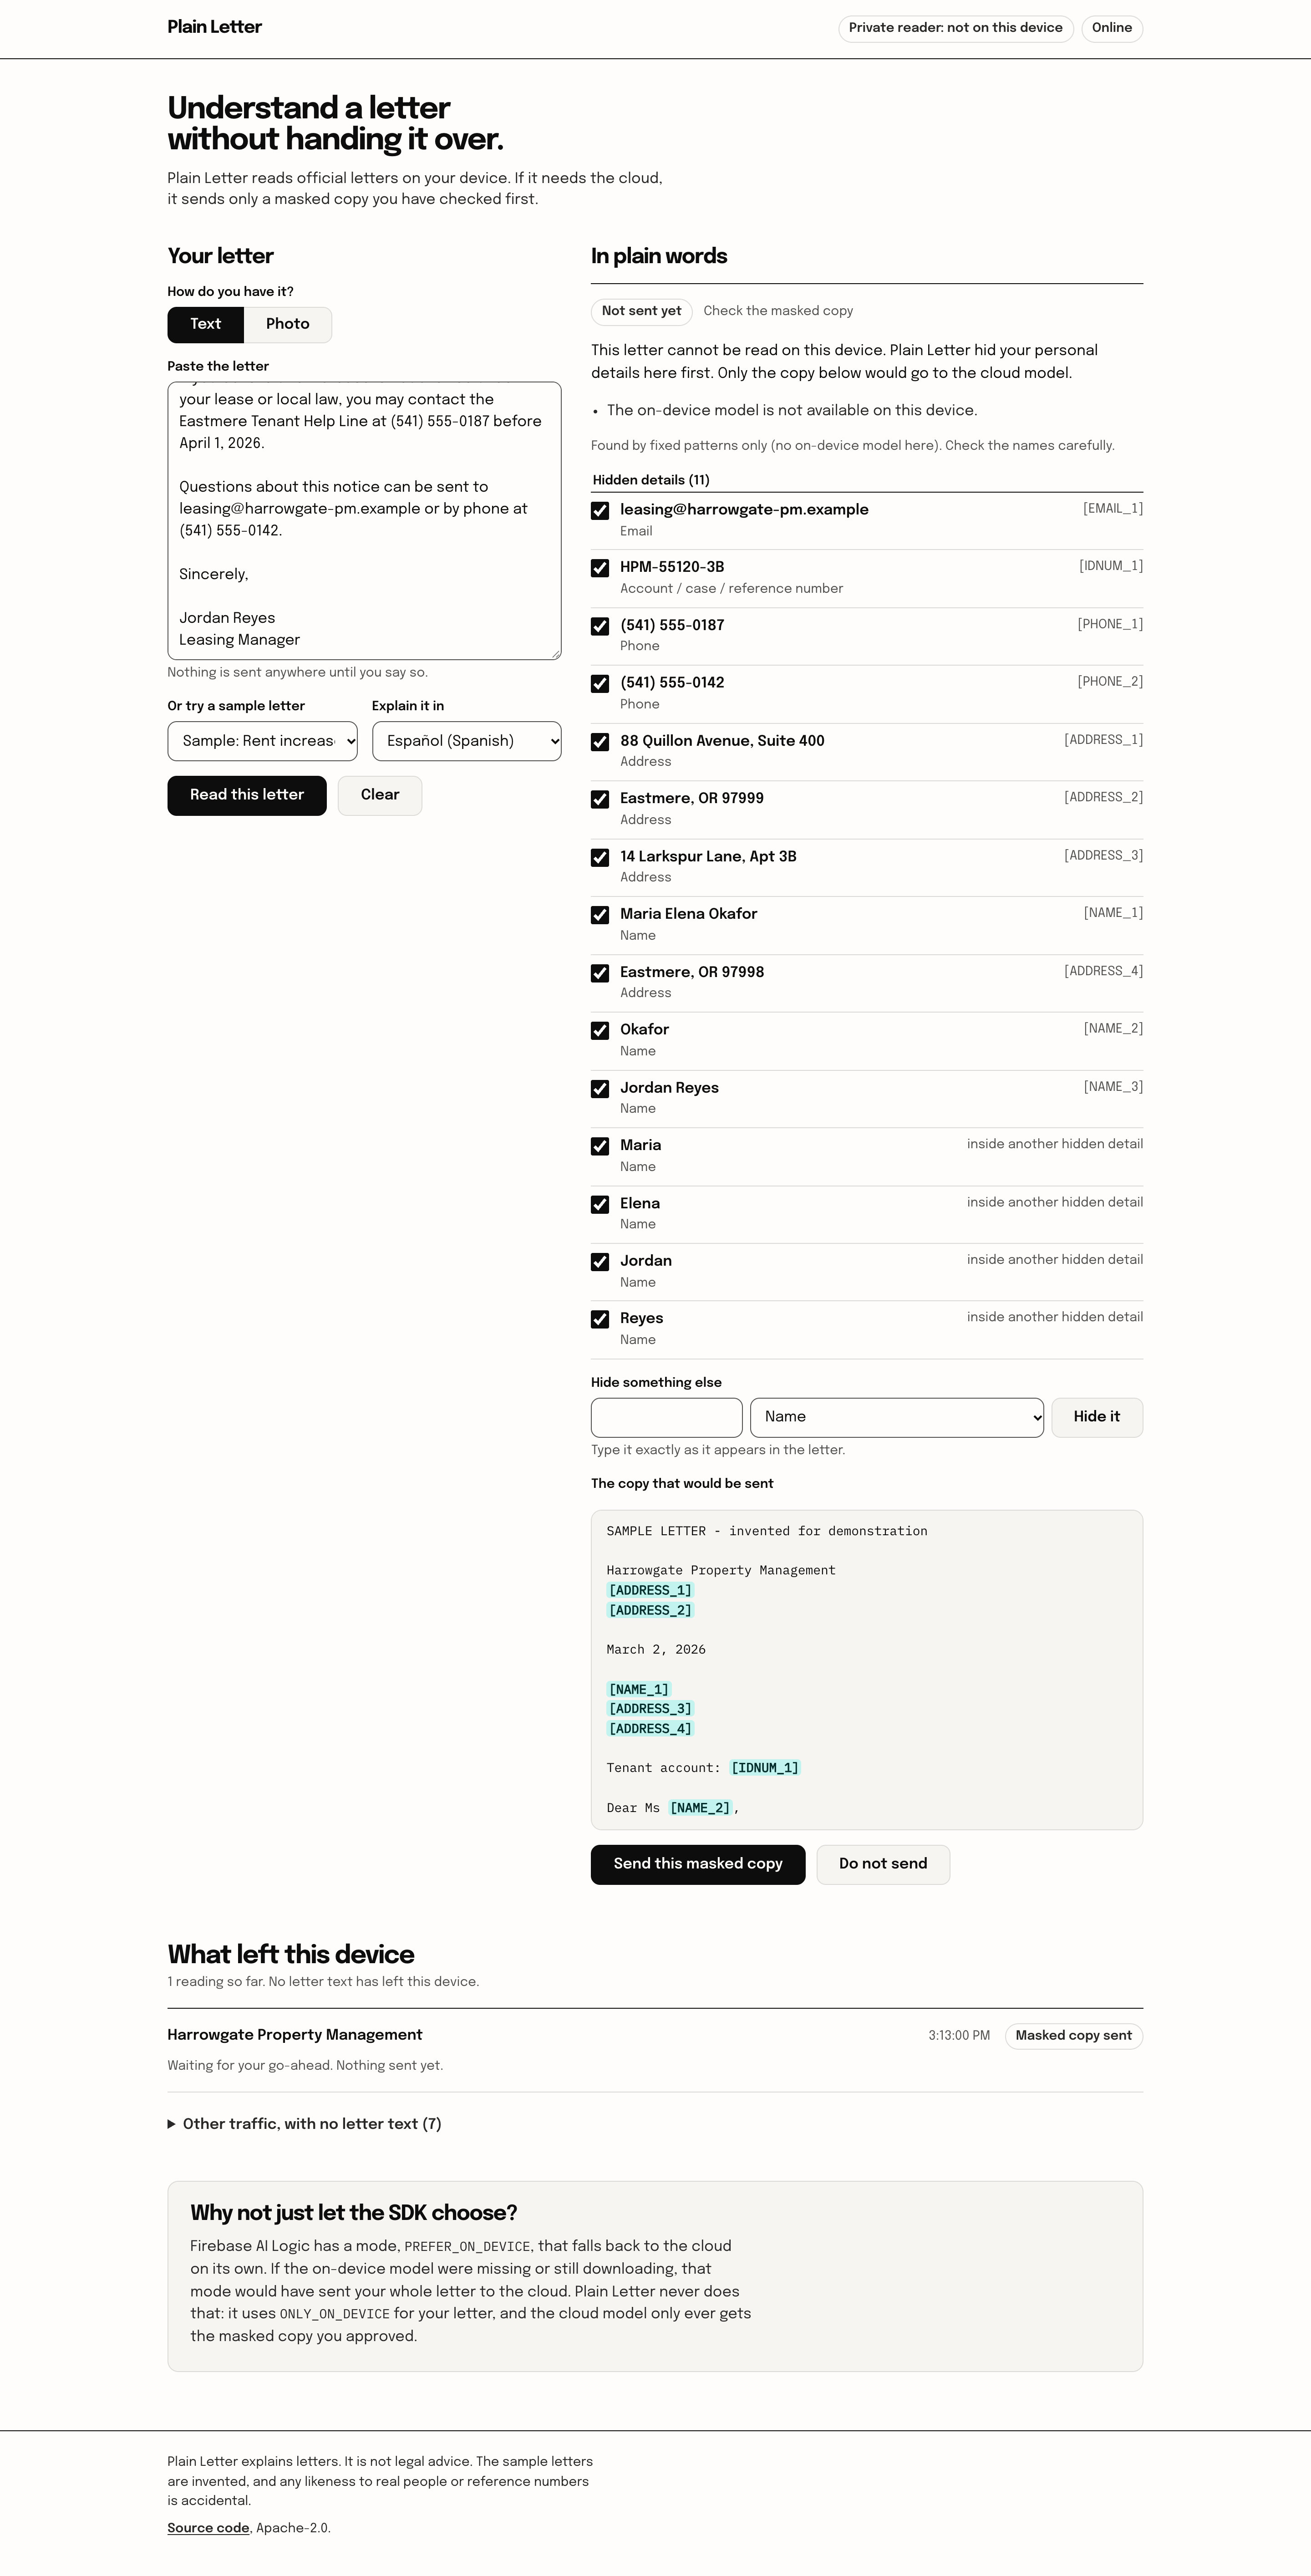 Plain Letter
Private reader: not on this device
Online
Understand a letter
without handing it over.
Plain Letter reads official letters on your device. If it needs the cloud,
it sends only a masked copy you have checked first.
Your letter
How do you have it?
Text
Photo
Paste the letter
your lease or local law, you may contact the
Eastmere Tenant Help Line at (541) 555-0187 before
April 1, 2026.
Questions about this notice can be sent to
leasing@harrowgate-pm.example or by phone at
(541) 555-0142.
Sincerely,
Jordan Reyes
Leasing Manager
Nothing is sent anywhere until you say so.
Or try a sample letter
Explain it in
Sample: Rent increas
Español (Spanish)
Read this letter
Clear
In plain words
Not sent yet
Check the masked copy
This letter cannot be read on this device. Plain Letter hid your personal
details here first. Only the copy below would go to the cloud model.
• The on-device model is not available on this device.
Found by fixed patterns only (no on-device model here). Check the names carefully.
Hidden details (11)
leasing@harrowgate-pm.example
[EMAIL_1]
Email
HPM-55120-3B
[IDNUM_1]
Account / case / reference number
(541) 555-0187
[PHONE_1]
Phone
(541) 555-0142
[PHONE_2]
Phone
88 Quillon Avenue, Suite 400
[ADDRESS_1]
Address
Eastmere, OR 97999
[ADDRESS_2]
Address
14 Larkspur Lane, Apt 3B
[ADDRESS_3]
Address
Maria Elena Okafor
[NAME_1]
Name
Eastmere, OR 97998
[ADDRESS_4]
Address
Okafor
[NAME_2]
Name
Jordan Reyes
[NAME_3]
Name
Maria
inside another hidden detail
Name
Elena
inside another hidden detail
Name
Jordan
inside another hidden detail
Name
Reyes
inside another hidden detail
Name
Hide something else
Name
Hide it
Type it exactly as it appears in the letter.
The copy that would be sent
SAMPLE LETTER - invented for demonstration
Harrowgate Property Management
[ADDRESS_1]
[ADDRESS_2]
March 2, 2026
[NAME_1]
[ADDRESS_3]
[ADDRESS_4]
Tenant account: [IDNUM_1]
Dear Ms [NAME_2],
Send this masked copy
Do not send
What left this device
1 reading so far. No letter text has left this device.
Harrowgate Property Management
3:13:00 PM
Masked copy sent
Waiting for your go-ahead. Nothing sent yet.
Other traffic, with no letter text (7)
Why not just let the SDK choose?
Firebase AI Logic has a mode, PREFER_ON_DEVICE, that falls back to the cloud
on its own. If the on-device model were missing or still downloading, that
mode would have sent your whole letter to the cloud. Plain Letter never does
that: it uses ONLY_ON_DEVICE for your letter, and the cloud model only ever gets
the masked copy you approved.
Plain Letter explains letters. It is not legal advice. The sample letters
are invented, and any likeness to real people or reference numbers
is accidental.
Source code, Apache-2.0.